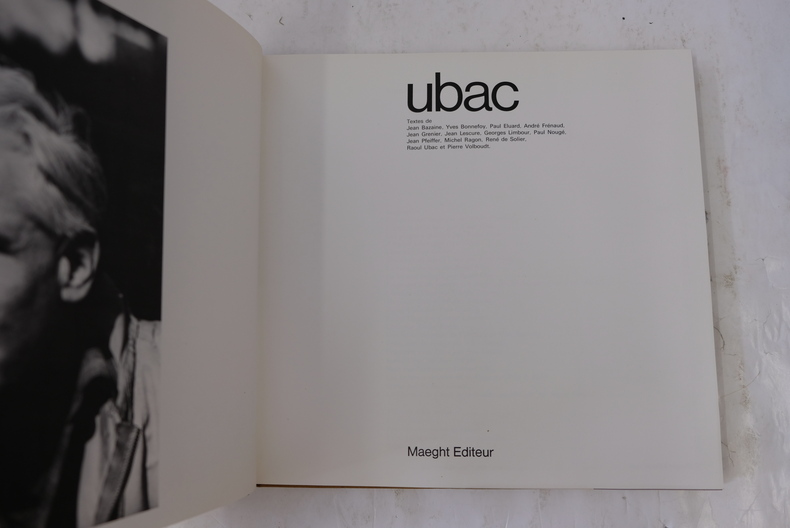 ubac
Textes de
Jean Bazaine, Yves Bonnefoy, Paul Eluard, André Frénaud,
Jean Grenier, Jean Lescure, Georges Limbour, Paul Nougé,
Jean Pfeiffer, Michel Ragon, René de Solier,
Raoul Ubac et Pierre Volboudt.
Maeght Editeur